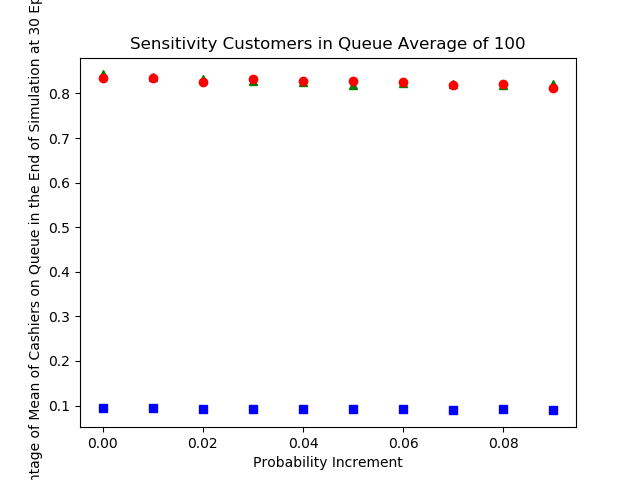 Sensitivity Customers in Queue Average of 100
of Mean of Cashiers on Queue in the End of Simulation at 30
0.8
0.7
0.6
0.5
0.4
0.3
0.2
0.1
0.00 0.02 0.04 0.06 0.08
Probability Increment